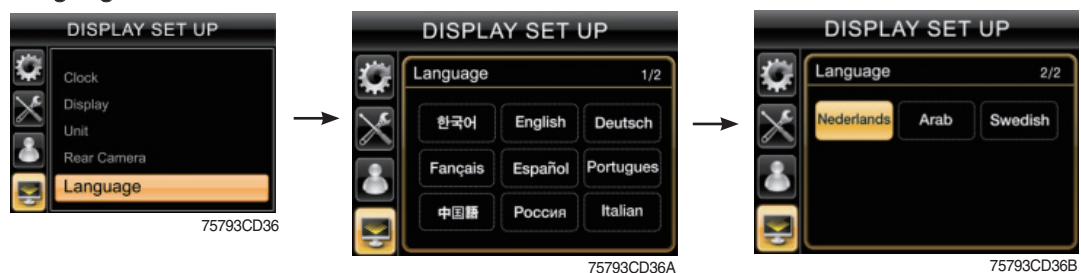 DISPLAY SET UP
Clock
Display
Unit
Rear Camera
Language
75793CD36
DISPLAY SET UP
Language 1/2
한국어 English Deutsch
Fançais Español Portugues
中国語 Россия Italian
75793CD36A
DISPLAY SET UP
Language 2/2
Nederlands Arab Swedish
75793CD36B